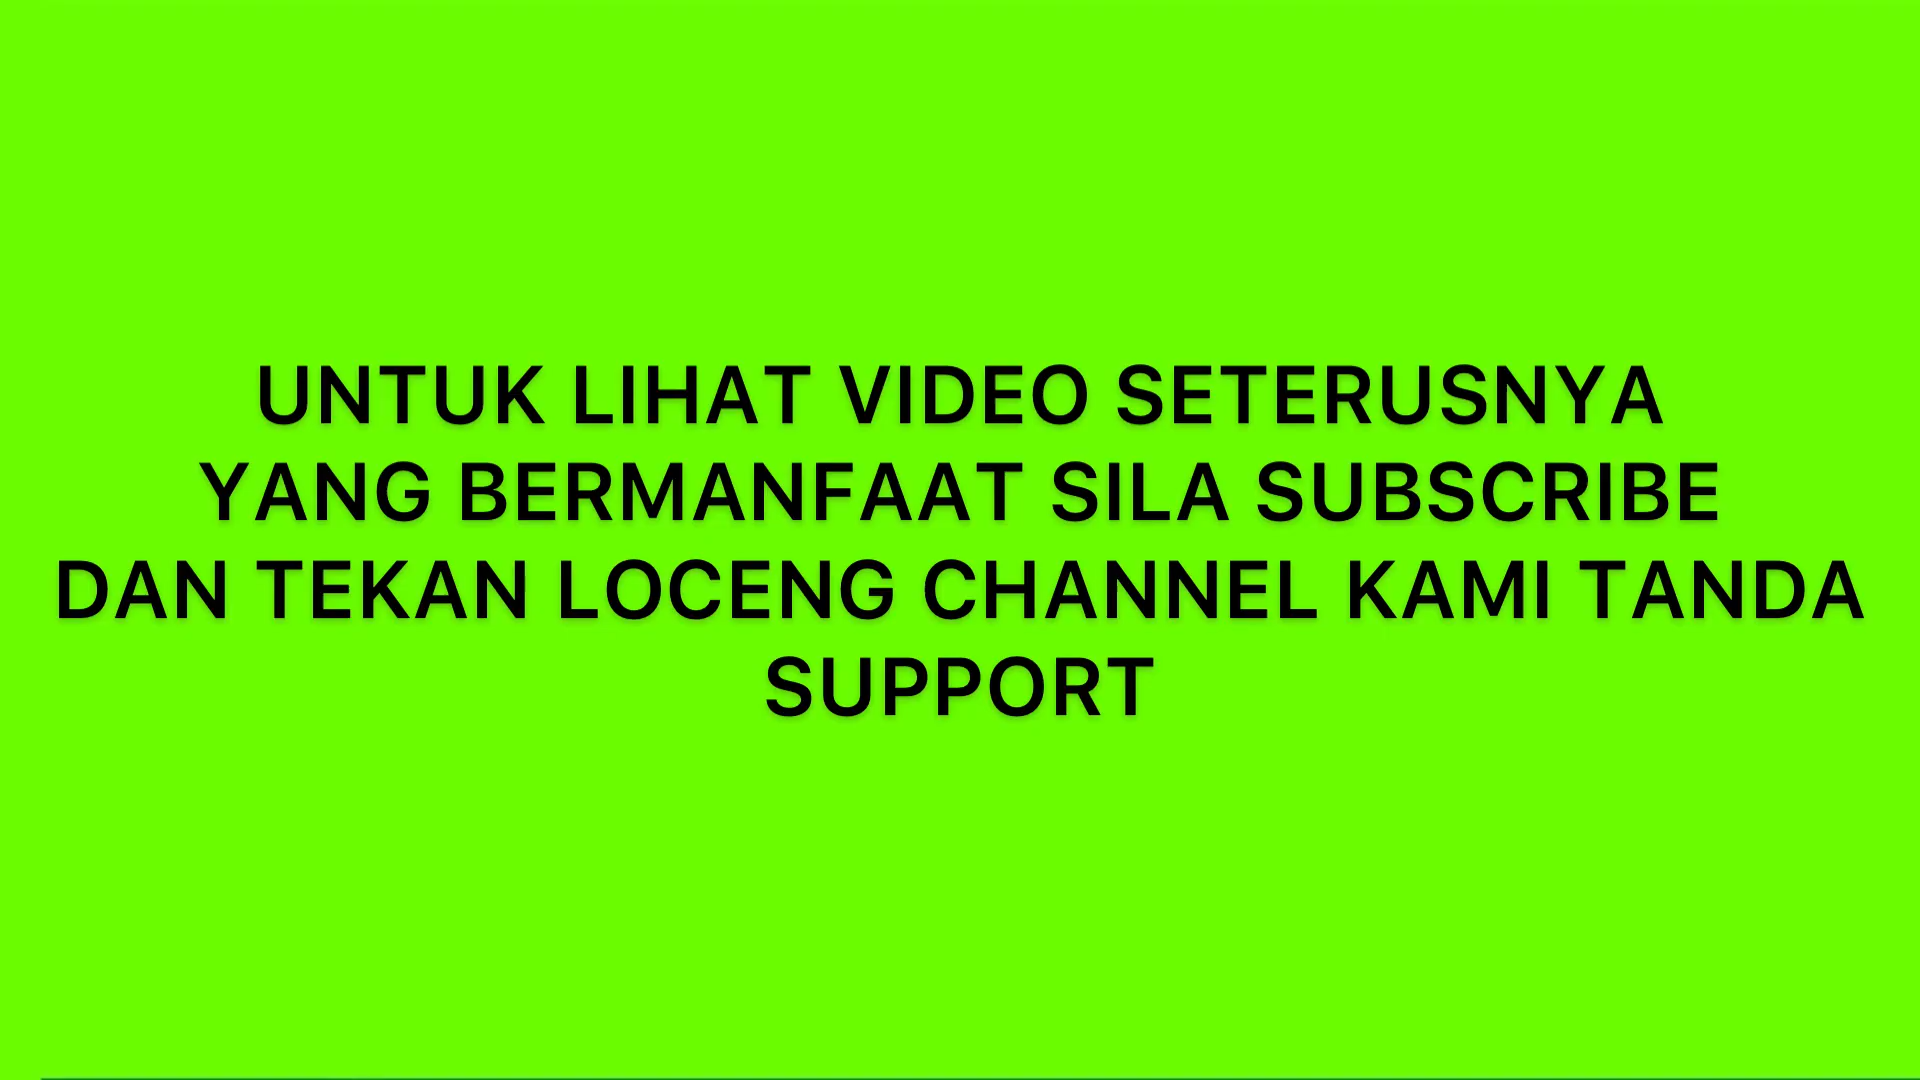 UNTUK LIHAT VIDEO SETERUSNYA
YANG BERMANFAAT SILA SUBSCRIBE
DAN TEKAN LOCENG CHANNEL KAMI TANDA
SUPPORT